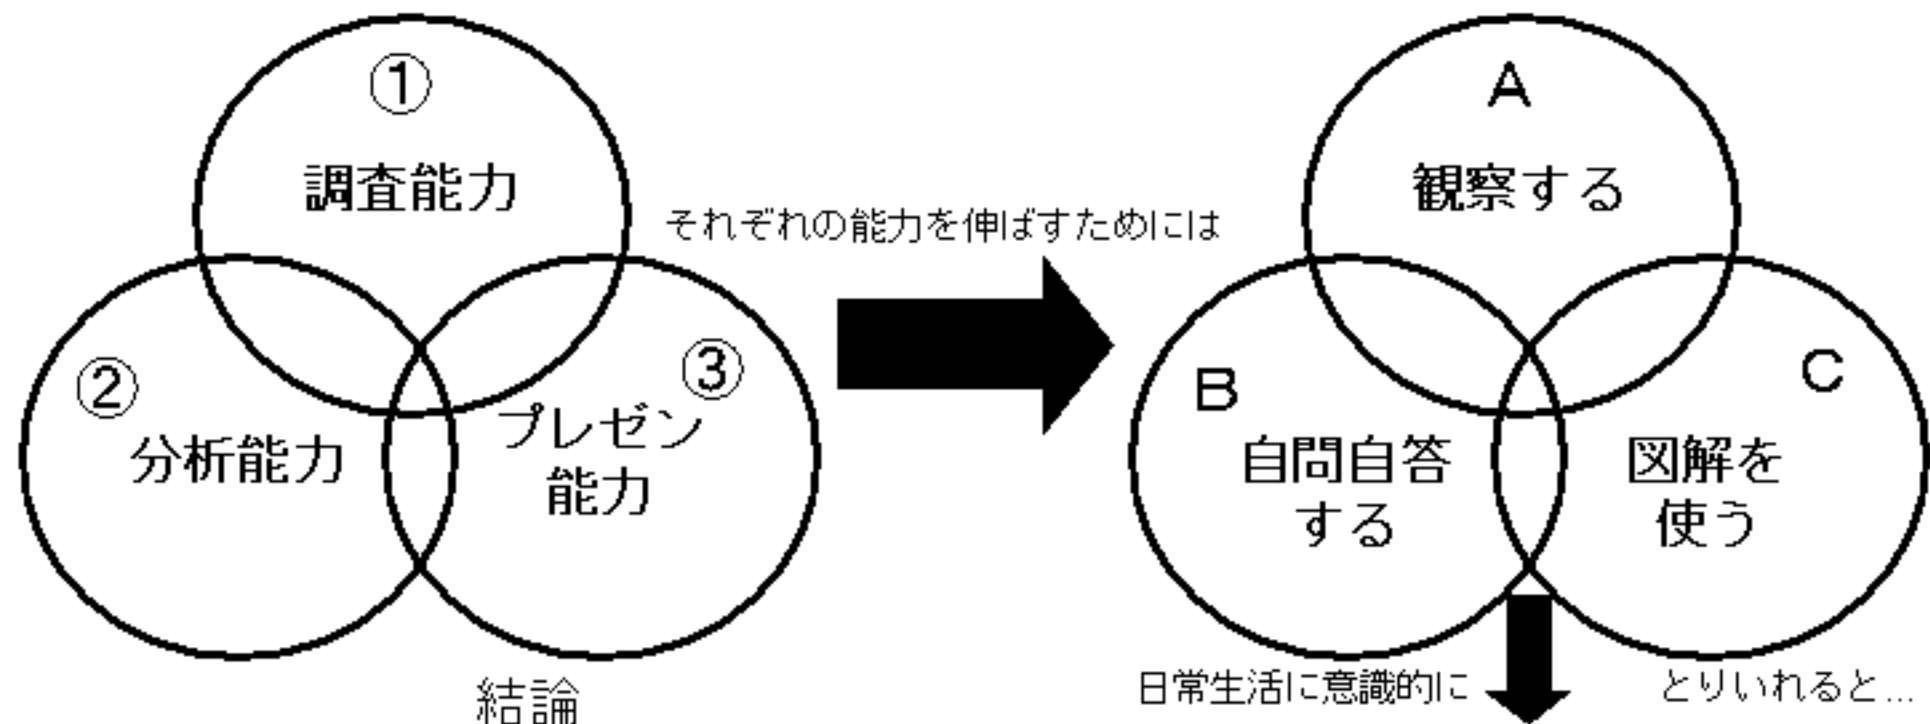 ①
調査能力
②
分析能力
③
プレゼン
能力
結論
それぞれの能力を伸ばすためには
A
観察する
B
自問自答
する
C
図解を
使う
日常生活に意識的に
とりいれると...